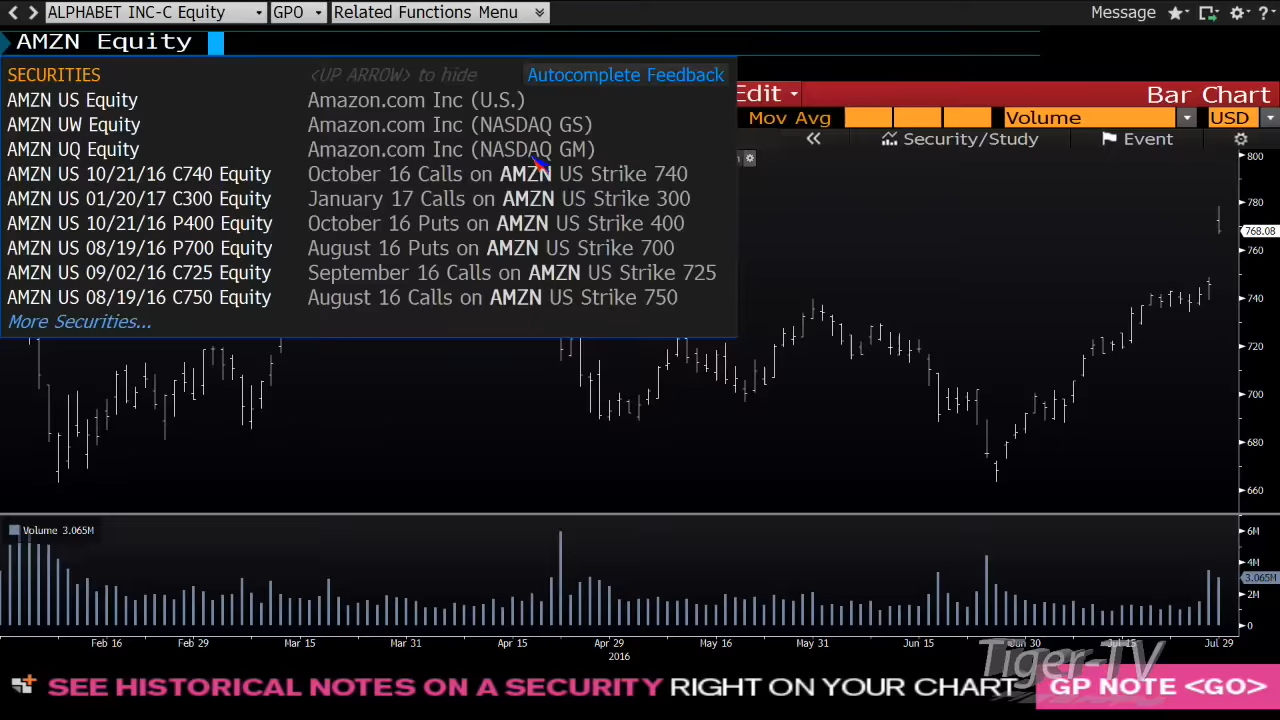 ALPHABET INC-C Equity GPO Related Functions Menu Message ?
AMZN Equity
SECURITIES <UP ARROW> to hide Autocomplete Feedback
AMZN US Equity Amazon.com Inc (U.S.)
AMZN UW Equity Amazon.com Inc (NASDAQ GS)
AMZN UQ Equity Amazon.com Inc (NASDAQ GM)
AMZN US 10/21/16 C740 Equity October 16 Calls on AMZN US Strike 740
AMZN US 01/20/17 C300 Equity January 17 Calls on AMZN US Strike 300
AMZN US 10/21/16 P400 Equity October 16 Puts on AMZN US Strike 400
AMZN US 08/19/16 P700 Equity August 16 Puts on AMZN US Strike 700
AMZN US 09/02/16 C725 Equity September 16 Calls on AMZN US Strike 725
AMZN US 08/19/16 C750 Equity August 16 Calls on AMZN US Strike 750
More Securities...
Edit Bar Chart
Mov Avg Volume USD
Security/Study Event
800
780
768.08
760
740
720
700
680
660
Volume 3.065M
6M
4M
3.065M
2M
0
Feb 16 Feb 29 Mar 15 Mar 31 Apr 15 Apr 29 May 16 May 31 Jun 15 Jun 30 Jul 15 Jul 29
2016
Tiger-TV
SEE HISTORICAL NOTES ON A SECURITY RIGHT ON YOUR CHART GP NOTE <GO>